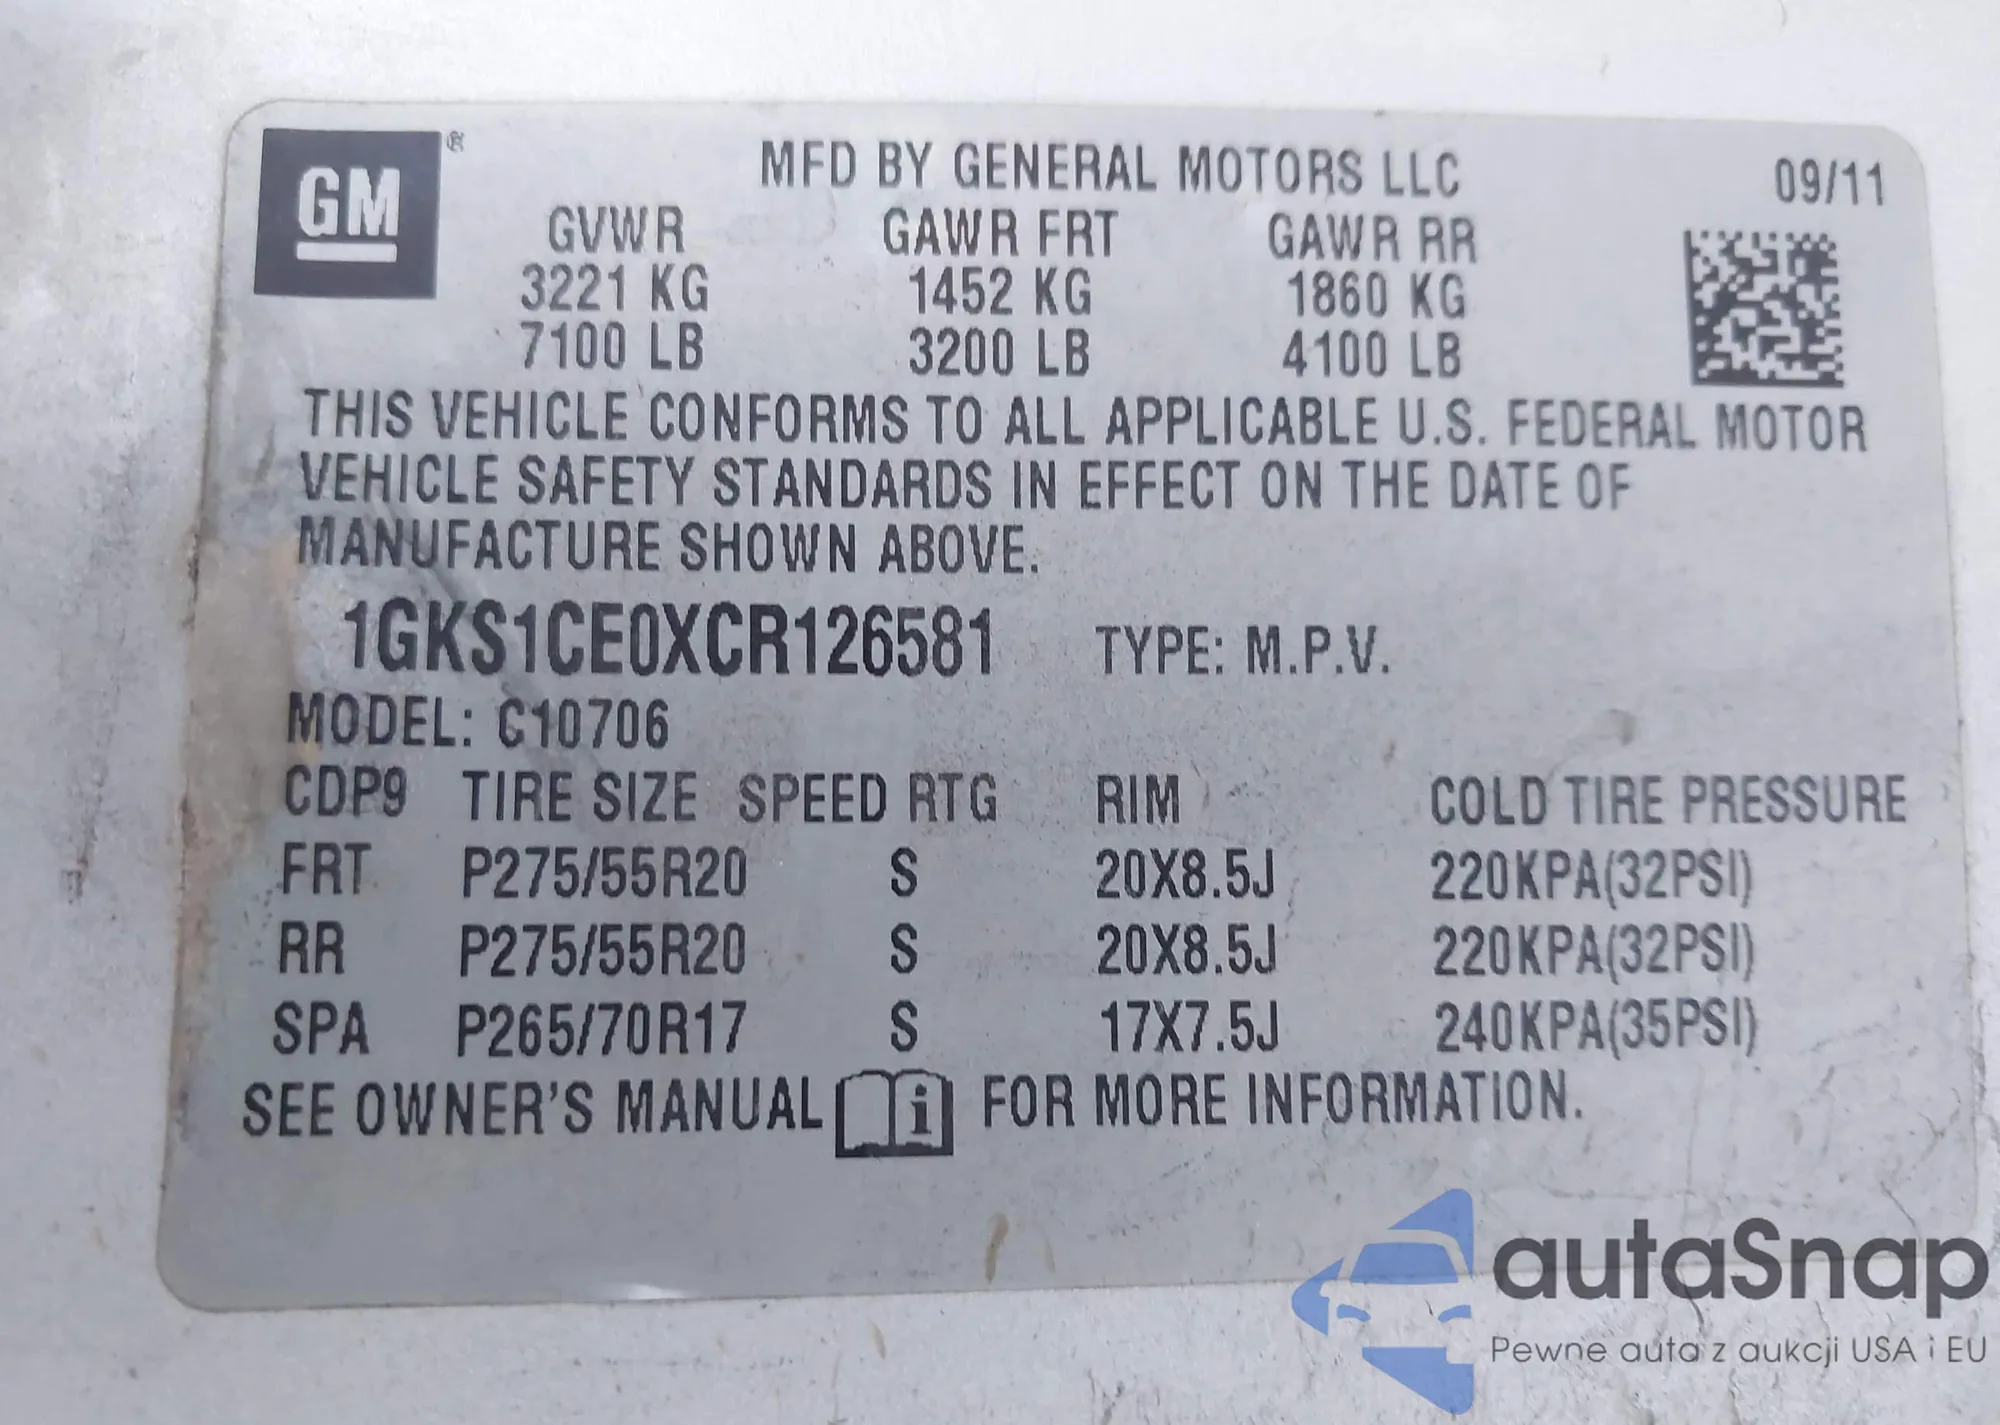 GM ®
MFD BY GENERAL MOTORS LLC 09/11
GVWR GAWR FRT GAWR RR
3221 KG 1452 KG 1860 KG
7100 LB 3200 LB 4100 LB
THIS VEHICLE CONFORMS TO ALL APPLICABLE U.S. FEDERAL MOTOR
VEHICLE SAFETY STANDARDS IN EFFECT ON THE DATE OF
MANUFACTURE SHOWN ABOVE.
1GKS1CE0XCR126581 TYPE: M.P.V.
MODEL: C10706
CDP9 TIRE SIZE SPEED RTG RIM COLD TIRE PRESSURE
FRT P275/55R20 S 20X8.5J 220KPA(32PSI)
RR P275/55R20 S 20X8.5J 220KPA(32PSI)
SPA P265/70R17 S 17X7.5J 240KPA(35PSI)
SEE OWNER'S MANUAL i FOR MORE INFORMATION.
autaSnap
Pewne auta z aukcji USA i EU